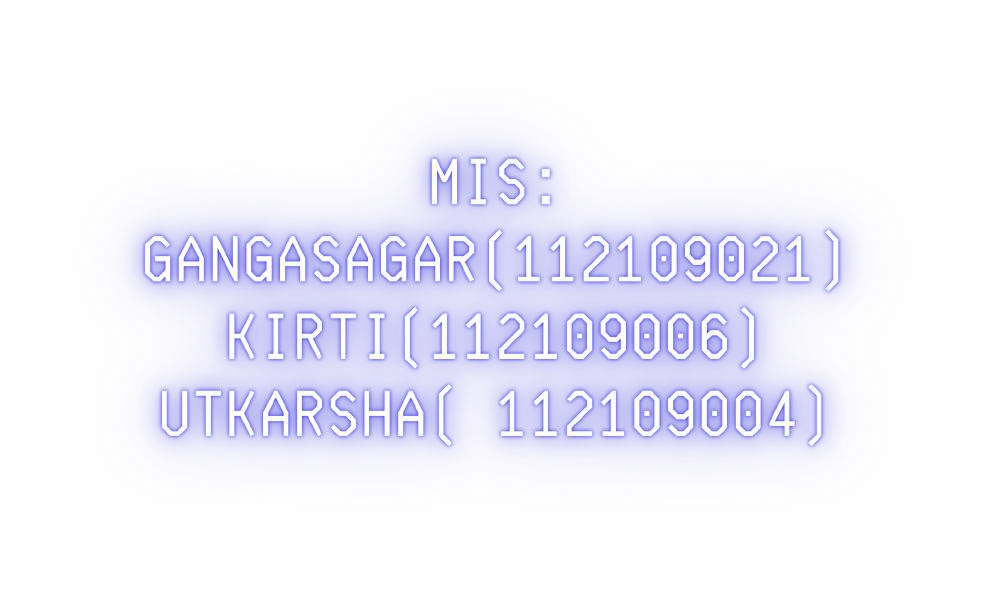 MIS:
GANGASAGAR(112109021)
KIRTI(112109006)
UTKARSHA( 112109004)